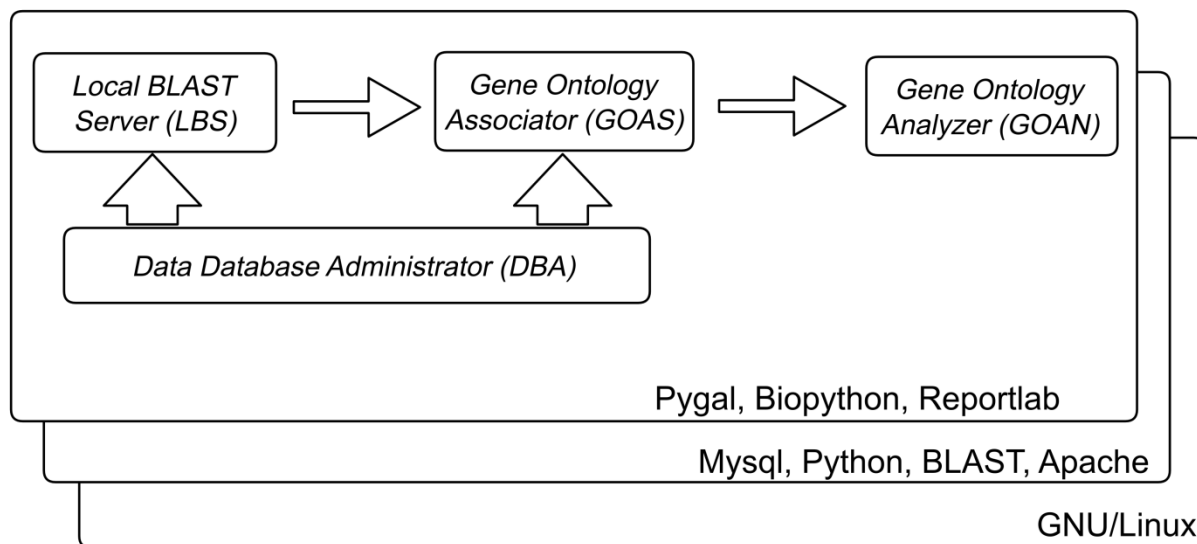 Local BLAST
Server (LBS)
Gene Ontology
Associator (GOAS)
Gene Ontology
Analyzer (GOAN)
Data Database Administrator (DBA)
Pygal, Biopython, Reportlab
Mysql, Python, BLAST, Apache
GNU/Linux